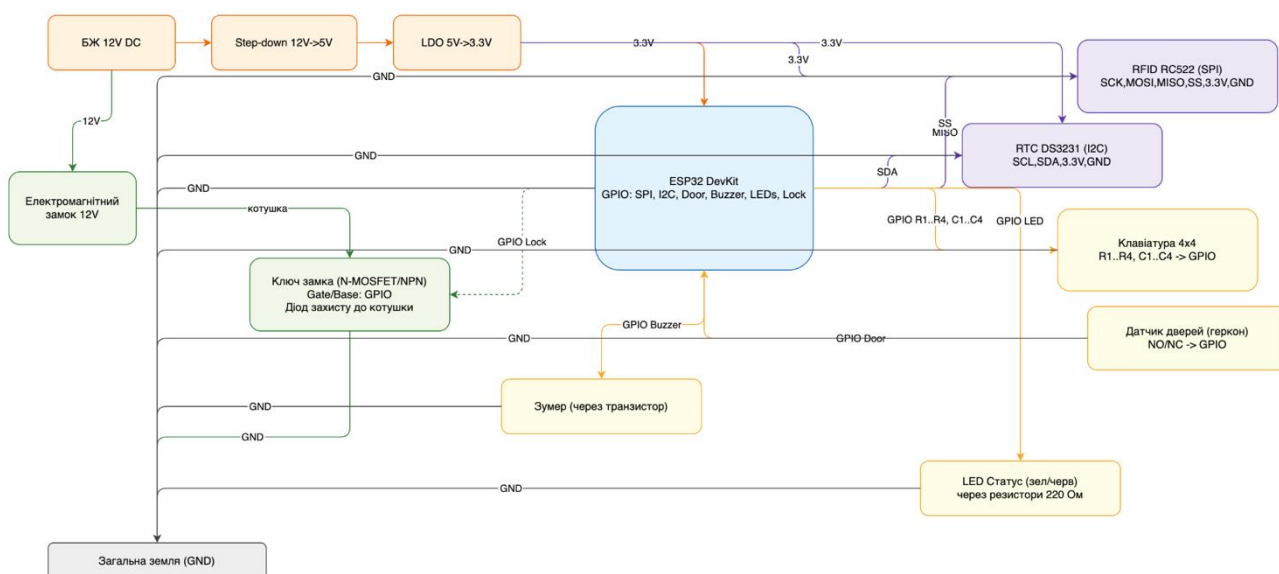 БЖ 12V DC
Step-down 12V->5V
LDO 5V->3.3V
3.3V
3.3V
3.3V
RFID RC522 (SPI)
SCK,MOSI,MISO,SS,3.3V,GND
GND
12V
SS
MISO
RTC DS3231 (I2C)
SCL,SDA,3.3V,GND
GND
SDA
ESP32 DevKit
GPIO: SPI, I2C, Door, Buzzer, LEDs, Lock
GND
Електромагнітний
замок 12V
котушка
GPIO R1..R4, C1..C4
GPIO LED
GPIO Lock
GND
Клавіатура 4x4
R1..R4, C1..C4 -> GPIO
Ключ замка (N-MOSFET/NPN)
Gate/Base: GPIO
Діод захисту до котушки
GPIO Buzzer
GND
GPIO Door
Датчик дверей (геркон)
NO/NC -> GPIO
Зумер (через транзистор)
GND
GND
LED Статус (зел/черв)
через резистори 220 Ом
GND
Загальна земля (GND)